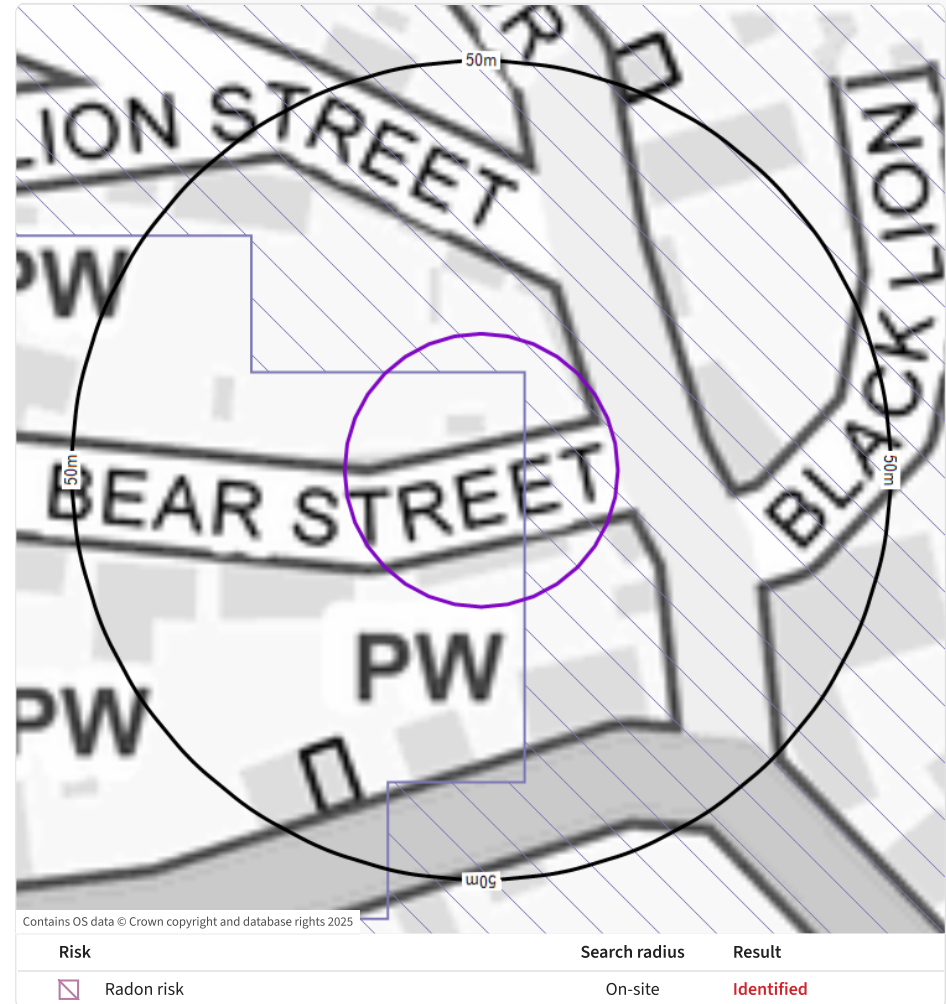 50m
R
LION STREET
PW
BLACK LION
50m
BEAR STREET
50m
PW
PW
50m
Contains OS data © Crown copyright and database rights 2025
Risk Search radius Result
Radon risk On-site Identified